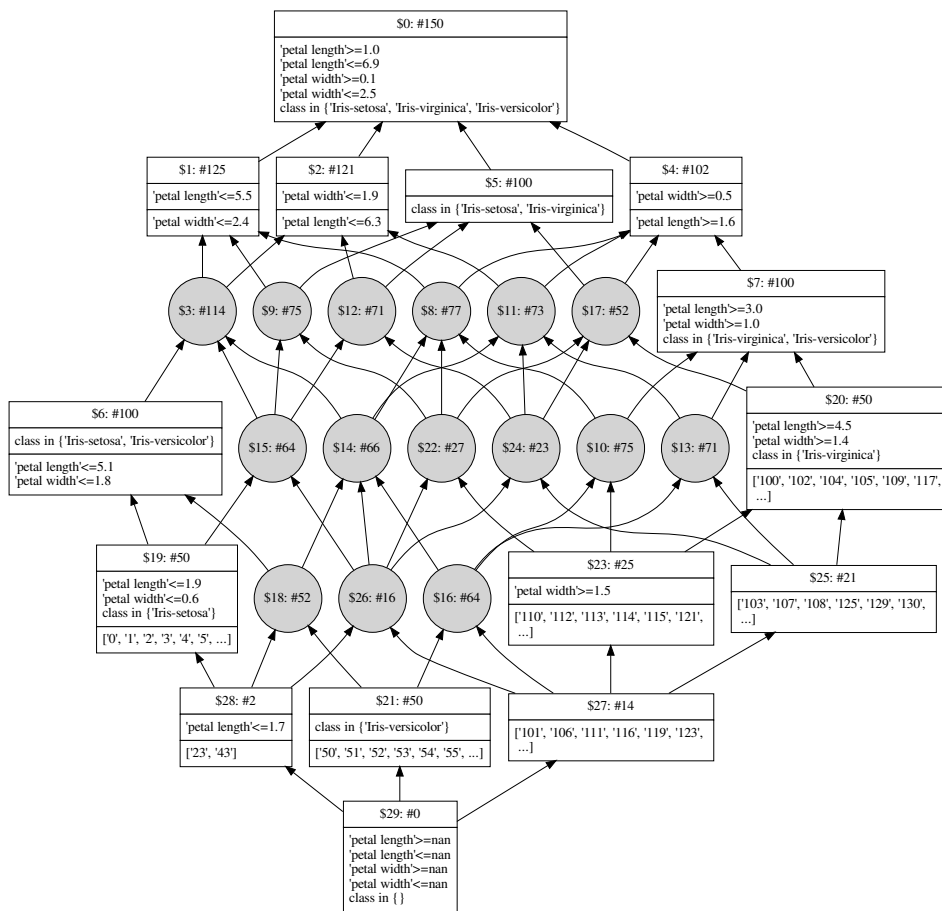 $0: #150
'petal length'>=1.0
'petal length'<=6.9
'petal width'>=0.1
'petal width'<=2.5
class in {'Iris-setosa', 'Iris-virginica', 'Iris-versicolor'}
$1: #125
'petal length'<=5.5
'petal width'<=2.4
$2: #121
'petal width'<=1.9
'petal length'<=6.3
$5: #100
class in {'Iris-setosa', 'Iris-virginica'}
$4: #102
'petal width'>=0.5
'petal length'>=1.6
$3: #114
$9: #75
$12: #71
$8: #77
$11: #73
$17: #52
$7: #100
'petal length'>=3.0
'petal width'>=1.0
class in {'Iris-virginica', 'Iris-versicolor'}
$6: #100
class in {'Iris-setosa', 'Iris-versicolor'}
'petal length'<=5.1
'petal width'<=1.8
$15: #64
$14: #66
$22: #27
$24: #23
$10: #75
$13: #71
$20: #50
'petal length'>=4.5
'petal width'>=1.4
class in {'Iris-virginica'}
['100', '102', '104', '105', '109', '117',
...]
$19: #50
'petal length'<=1.9
'petal width'<=0.6
class in {'Iris-setosa'}
['0', '1', '2', '3', '4', '5', ...]
$18: #52
$26: #16
$16: #64
$23: #25
'petal width'>=1.5
['110', '112', '113', '114', '115', '121',
...]
$25: #21
['103', '107', '108', '125', '129', '130',
...]
$28: #2
'petal length'<=1.7
['23', '43']
$21: #50
class in {'Iris-versicolor'}
['50', '51', '52', '53', '54', '55', ...]
$27: #14
['101', '106', '111', '116', '119', '123',
...]
$29: #0
'petal length'>=nan
'petal length'<=nan
'petal width'>=nan
'petal width'<=nan
class in {}